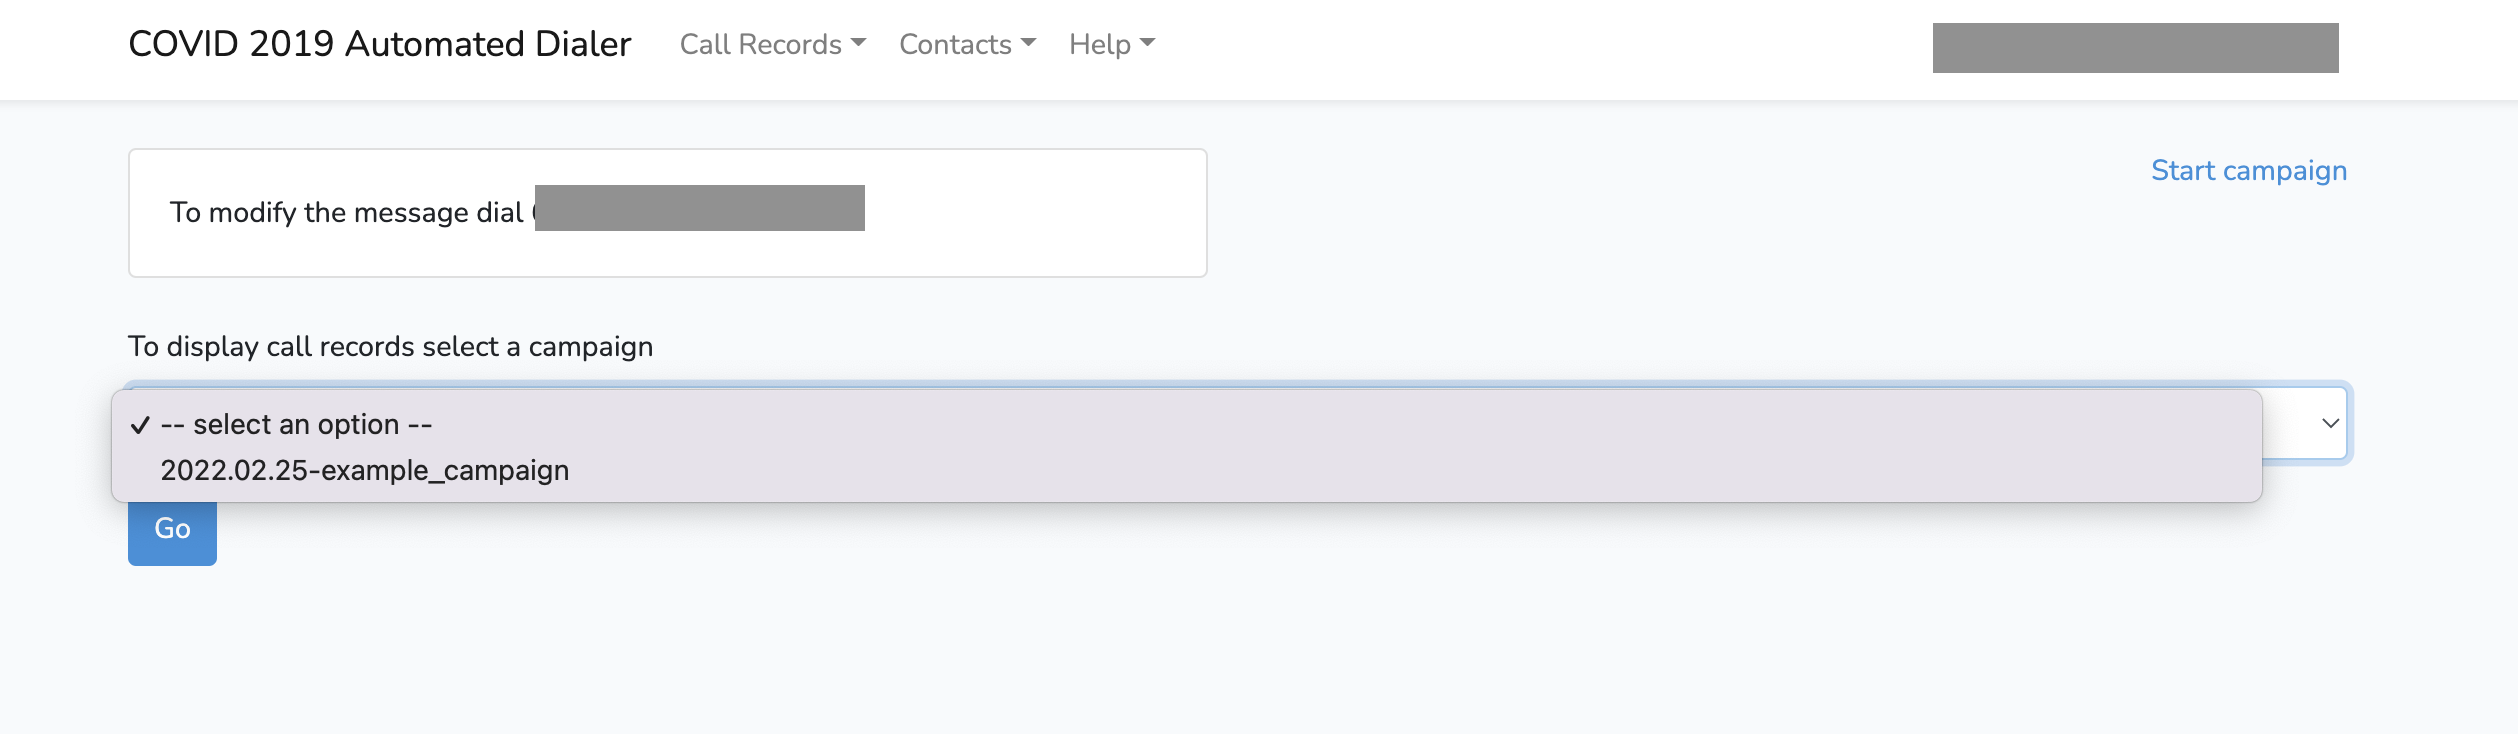 COVID 2019 Automated Dialer Call Records Contacts Help
Start campaign
To modify the message dial
To display call records select a campaign
✓ -- select an option --
2022.02.25-example_campaign
Go